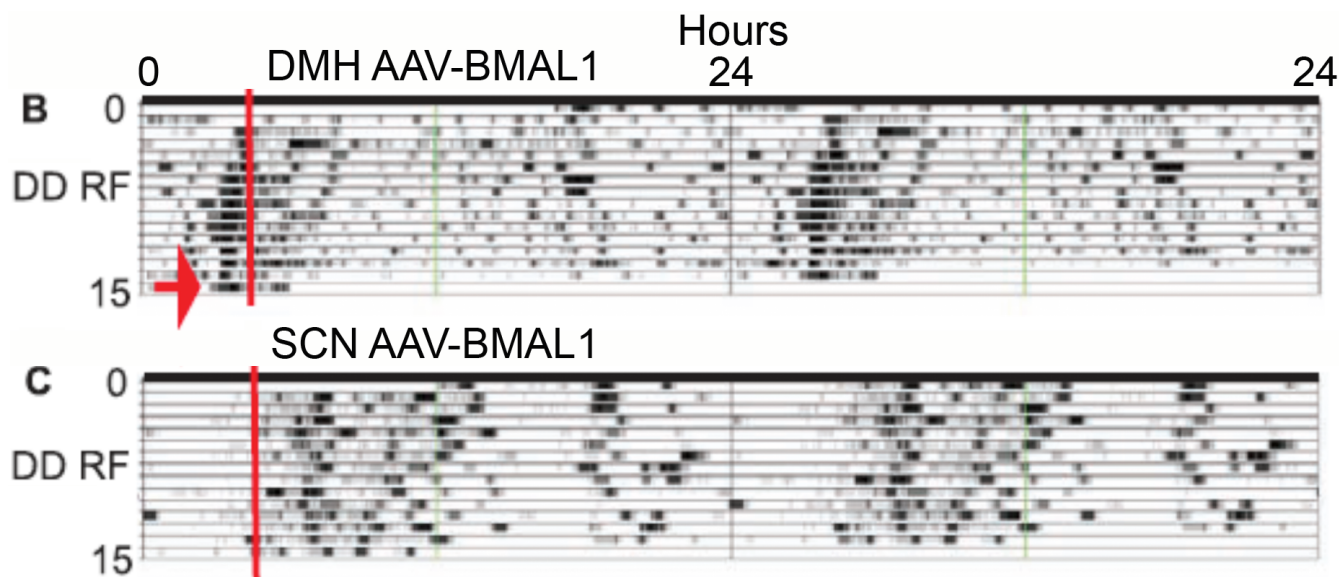 Hours
0 DMH AAV-BMAL1 24 24
B 0
DD RF
15
SCN AAV-BMAL1
C 0
DD RF
15